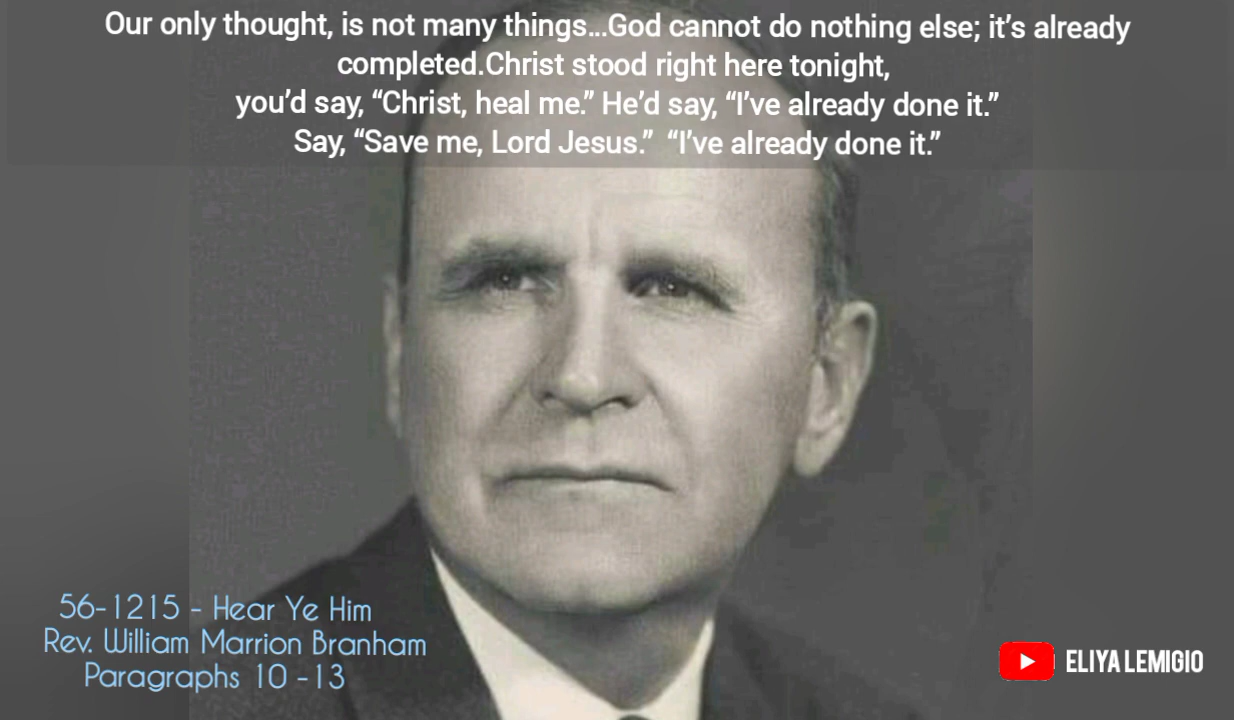 Our only thought, is not many things...God cannot do nothing else; it's already
completed.Christ stood right here tonight,
you'd say, “Christ, heal me.” He'd say, “I've already done it.”
Say, “Save me, Lord Jesus.”  “I've already done it.”
56-1215 - Hear Ye Him
Rev. William Marrion Branham
Paragraphs 10 -13
ELIYA LEMIGIO